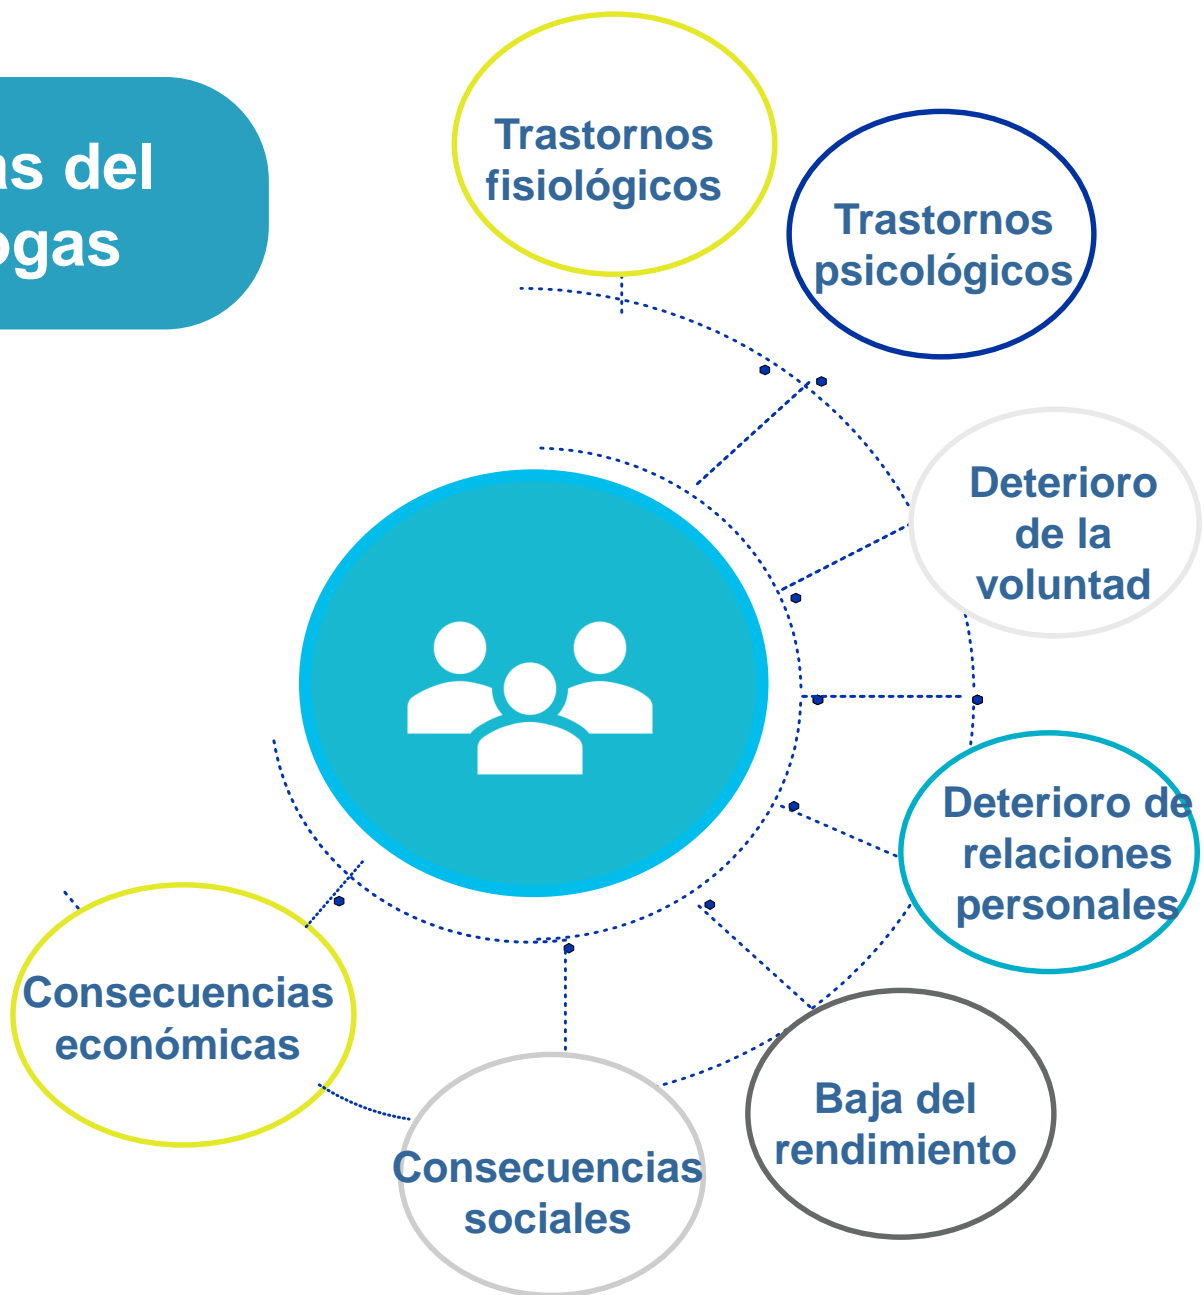 as del
ogas
Trastornos
fisiológicos
Trastornos
psicológicos
Deterioro
de la
voluntad
Deterioro de
relaciones
personales
Baja del
rendimiento
Consecuencias
sociales
Consecuencias
económicas